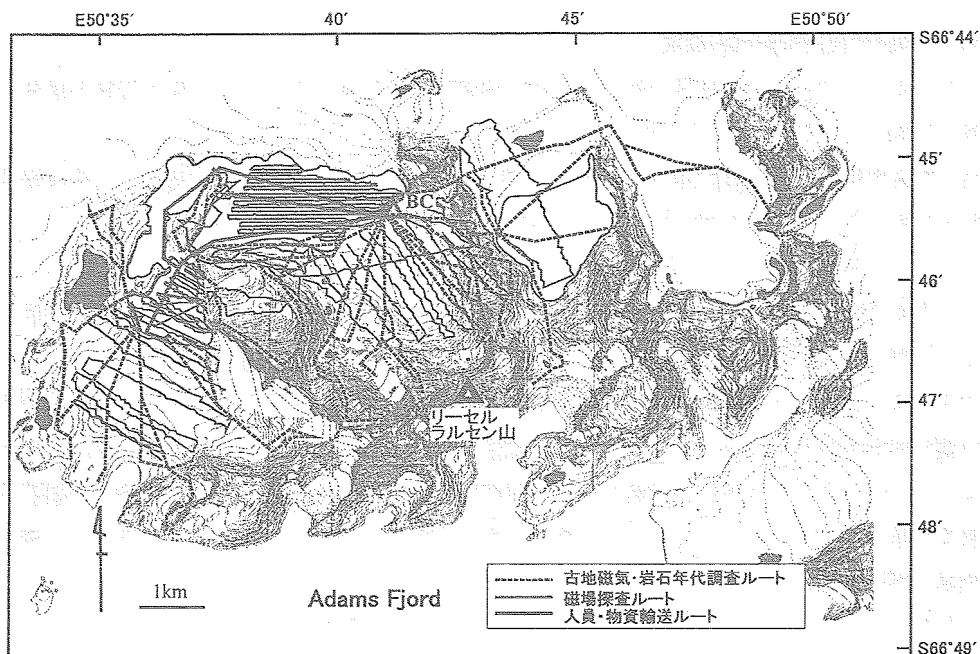 E50°35′ 40′ 45′ E50°50′
S66°44′
45′
BC
46′
47′
リーセル
ラルセン山
48′
1km
Adams Fjord
古地磁気・岩石年代調査ルート
磁場探査ルート
人員・物資輸送ルート
S66°49′